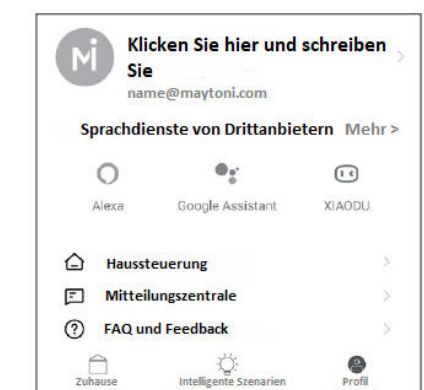 Mi
Klicken Sie hier und schreiben
Sie
name@maytoni.com
Sprachdienste von Drittanbietern Mehr >
Alexa Google Assistant XIAODU
Haussteuerung
Mitteilungszentrale
FAQ und Feedback
Zuhause Intelligente Szenarien Profil